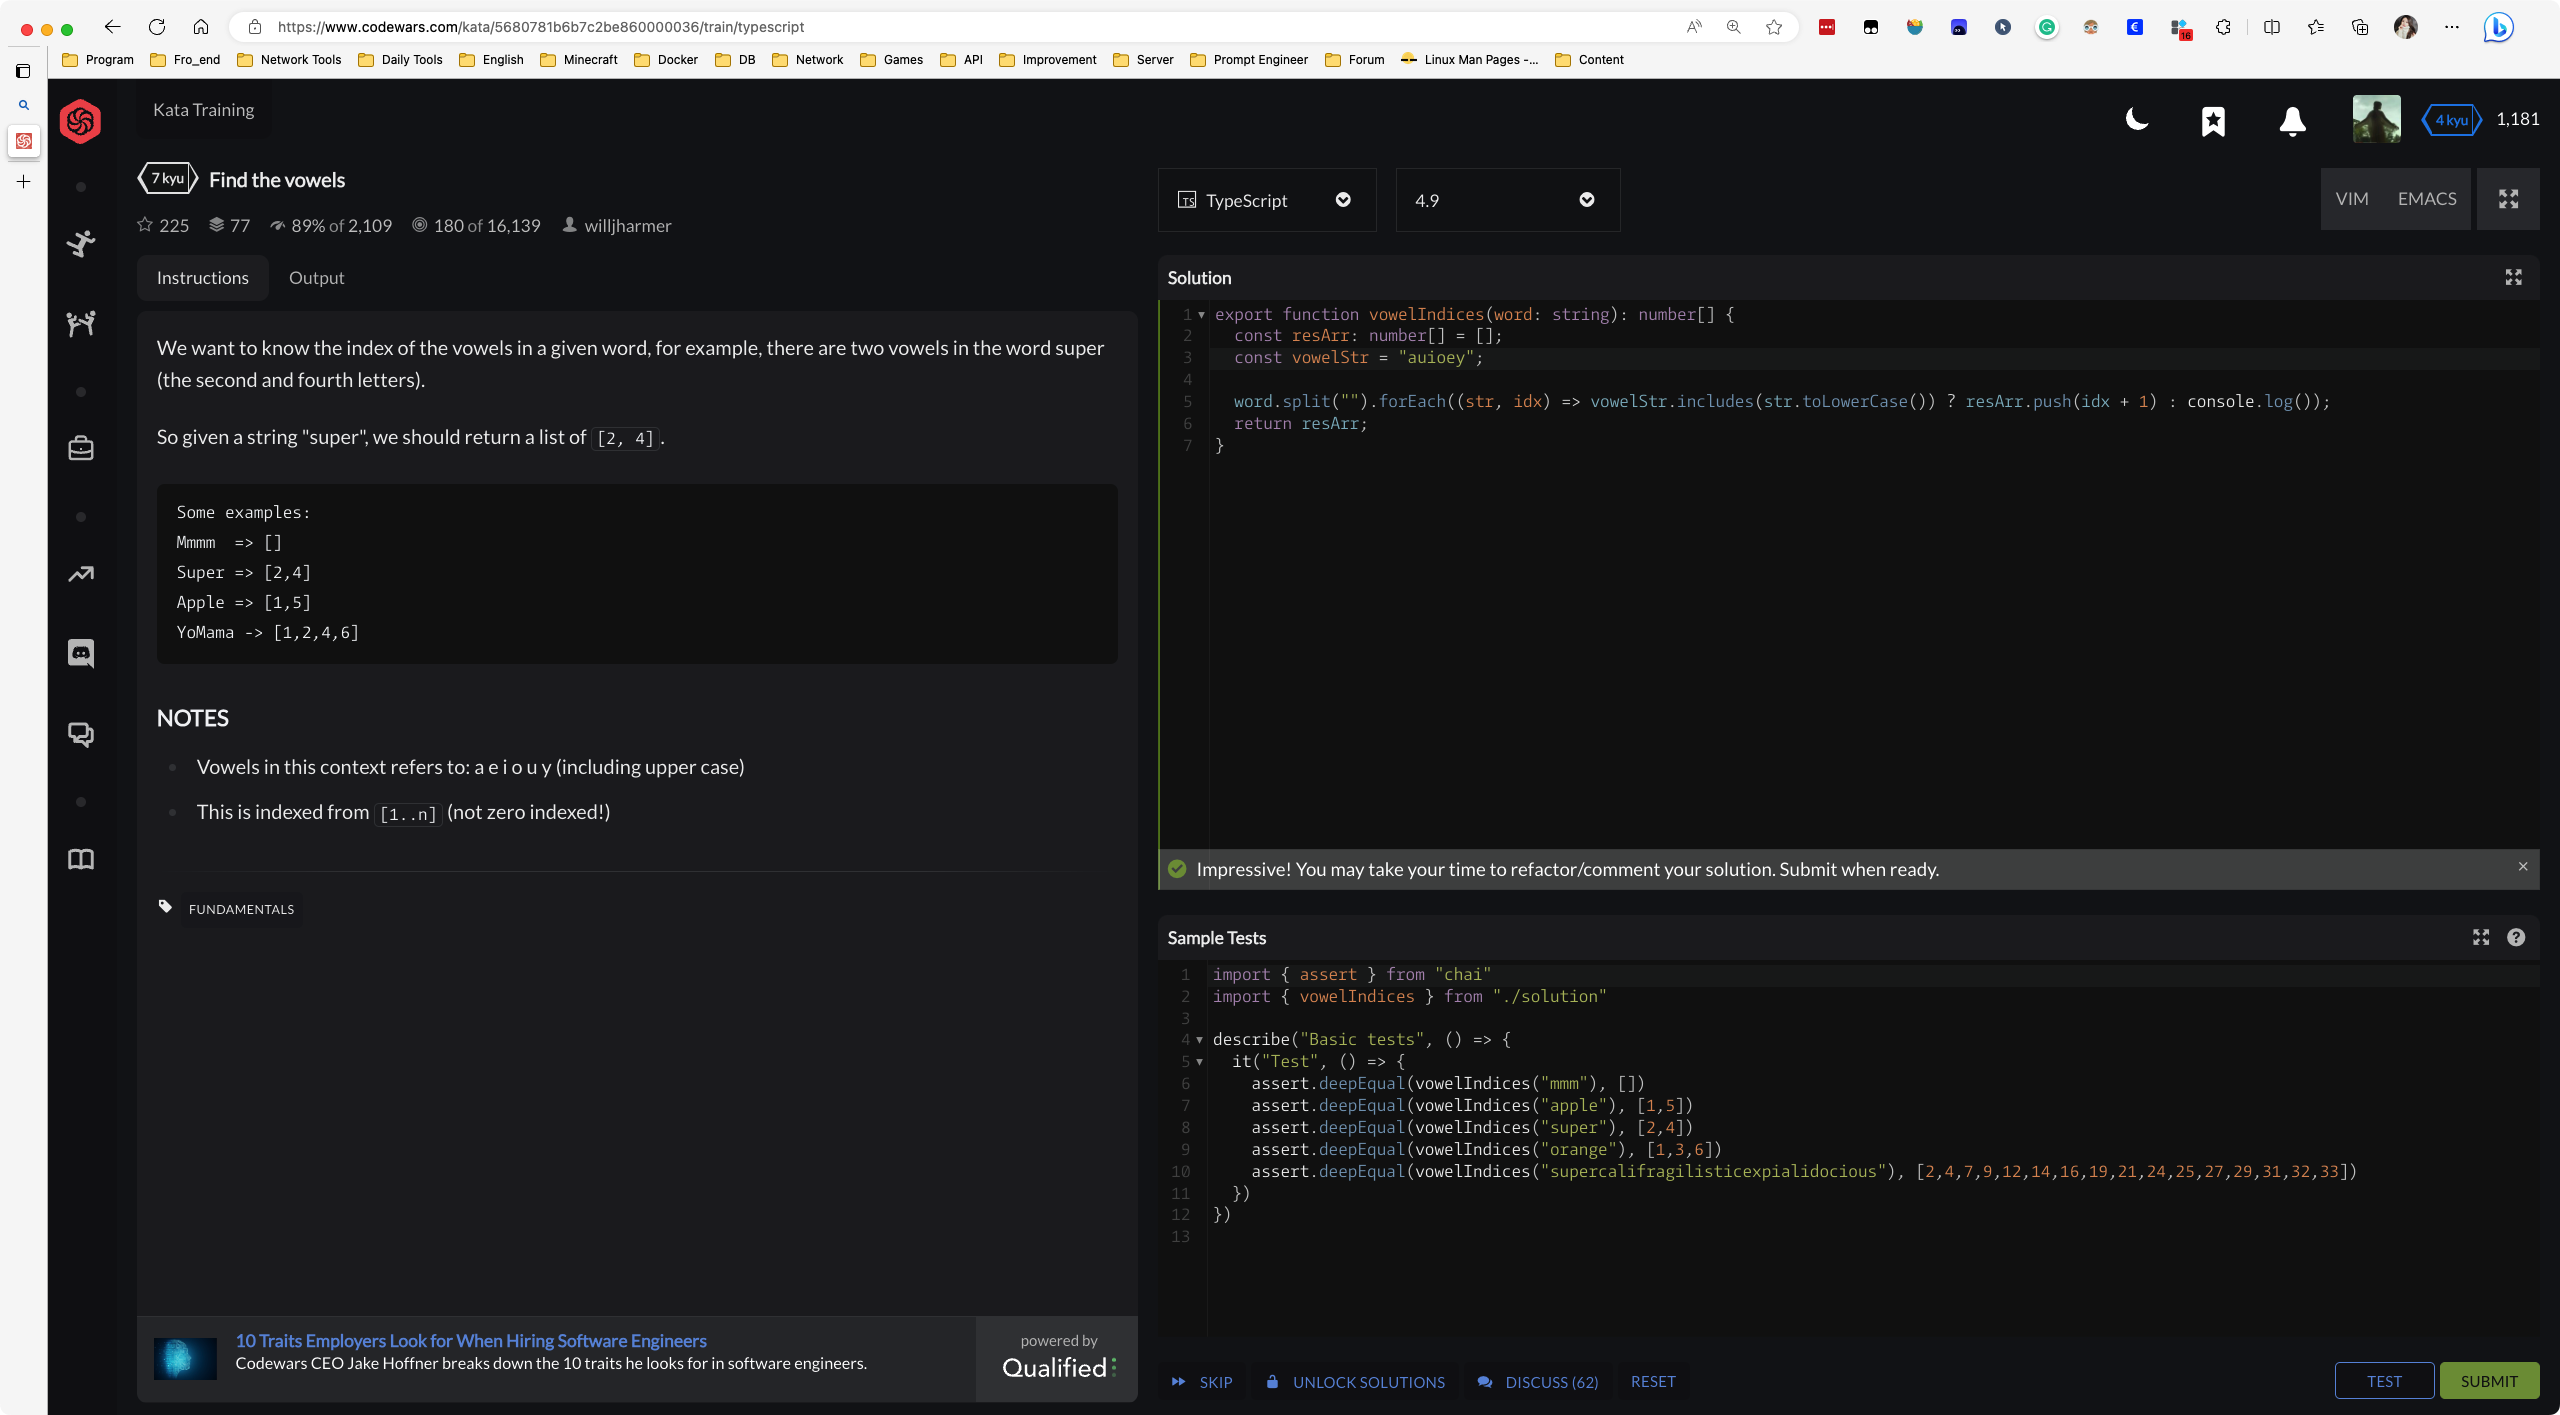 https://www.codewars.com/kata/5680781b6b7c2be860000036/train/typescript
16
Program Fro_end Network Tools Daily Tools English Minecraft Docker DB Network Games API Improvement Server Prompt Engineer Forum Linux Man Pages -... Content
Kata Training
4 kyu 1,181
7 kyu Find the vowels
225 77 89% of 2,109 180 of 16,139 willjharmer
Instructions Output
We want to know the index of the vowels in a given word, for example, there are two vowels in the word super
(the second and fourth letters).
So given a string "super", we should return a list of [2, 4].
Some examples:
Mmmm  => []
Super => [2,4]
Apple => [1,5]
YoMama -> [1,2,4,6]
NOTES
Vowels in this context refers to: a e i o u y (including upper case)
This is indexed from [1..n] (not zero indexed!)
FUNDAMENTALS
10 Traits Employers Look for When Hiring Software Engineers
Codewars CEO Jake Hoffner breaks down the 10 traits he looks for in software engineers.
powered by
Qualified
TS TypeScript 4.9 VIM EMACS
Solution
1 export function vowelIndices(word: string): number[] {
2   const resArr: number[] = [];
3   const vowelStr = "auioey";
4
5   word.split("").forEach((str, idx) => vowelStr.includes(str.toLowerCase()) ? resArr.push(idx + 1) : console.log());
6   return resArr;
7 }
Impressive! You may take your time to refactor/comment your solution. Submit when ready.
Sample Tests
1 import { assert } from "chai"
2 import { vowelIndices } from "./solution"
3
4 describe("Basic tests", () => {
5   it("Test", () => {
6     assert.deepEqual(vowelIndices("mmm"), [])
7     assert.deepEqual(vowelIndices("apple"), [1,5])
8     assert.deepEqual(vowelIndices("super"), [2,4])
9     assert.deepEqual(vowelIndices("orange"), [1,3,6])
10     assert.deepEqual(vowelIndices("supercalifragilisticexpialidocious"), [2,4,7,9,12,14,16,19,21,24,25,27,29,31,32,33])
11   })
12 })
13
SKIP UNLOCK SOLUTIONS DISCUSS (62) RESET TEST SUBMIT